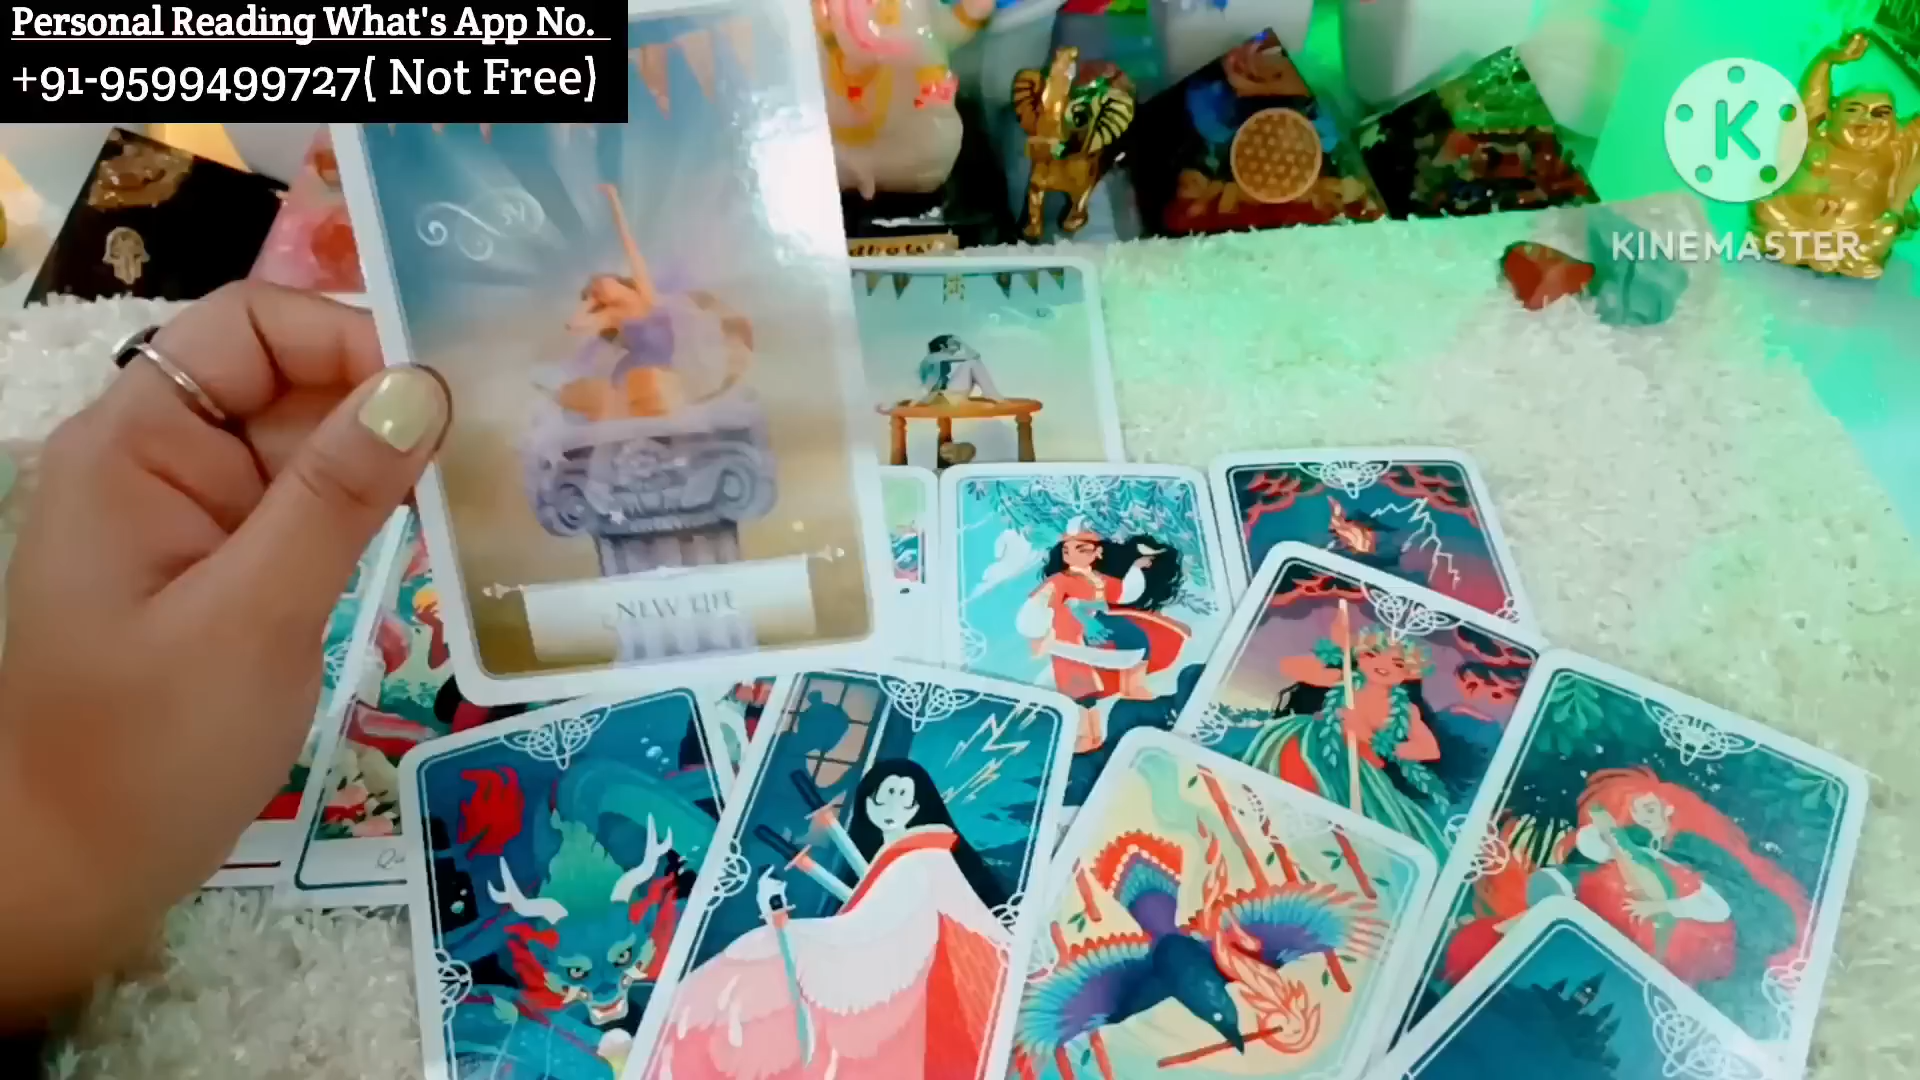 Personal Reading What's App No.
+91-9599499727( Not Free)
K
KINEMASTER
NEW LIFE